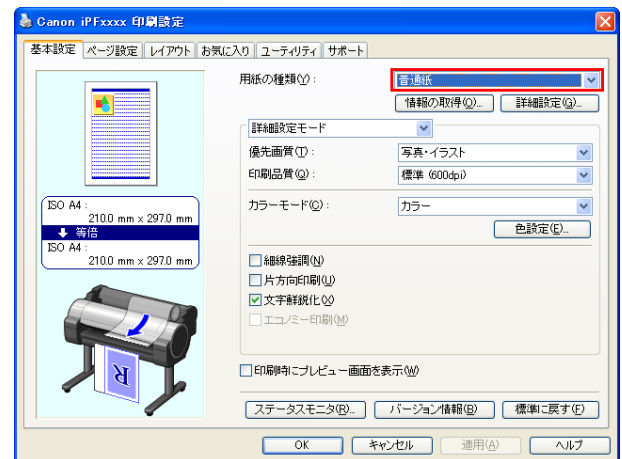 Canon iPFxxxx 印刷設定
基本設定 ページ設定 レイアウト お気に入り ユーティリティ サポート
用紙の種類(Y) : 普通紙
情報の取得(Q)... 詳細設定(G)...
詳細設定モード
優先画質(T) : 写真・イラスト
印刷品質(Q) : 標準 (600dpi)
カラーモード(C) : カラー
色設定(E)...
ISO A4 :
210.0 mm x 297.0 mm
等倍
ISO A4 :
210.0 mm x 297.0 mm
細線強調(N)
片方向印刷(U)
文字鮮鋭化(X)
エコノミー印刷(M)
R
印刷時にプレビュー画面を表示(W)
ステータスモニタ(R)... バージョン情報(B) 標準に戻す(F)
OK キャンセル 適用(A) ヘルプ